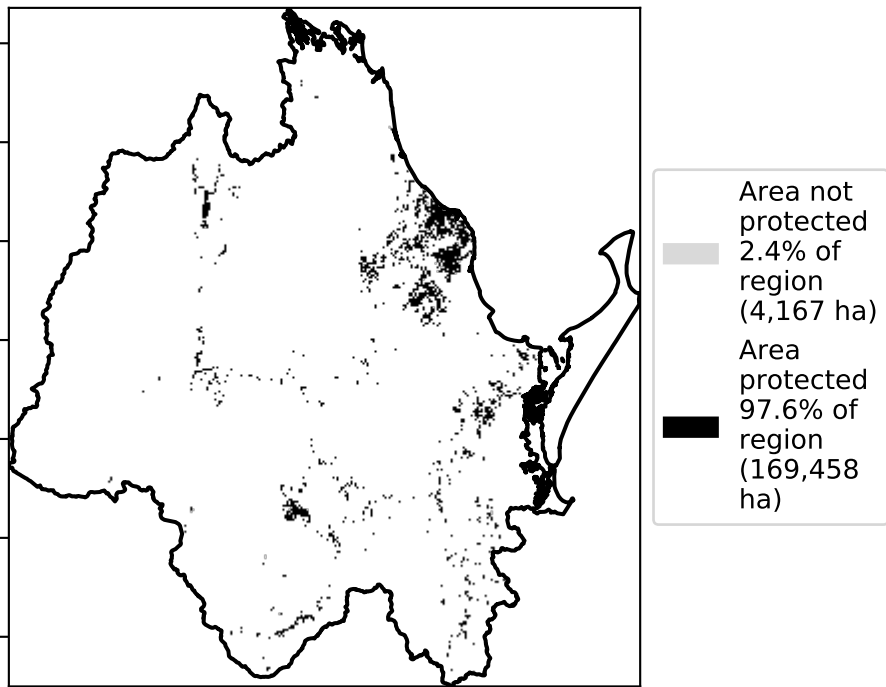 Area not
protected
2.4% of
region
(4,167 ha)
Area
protected
97.6% of
region
(169,458
ha)